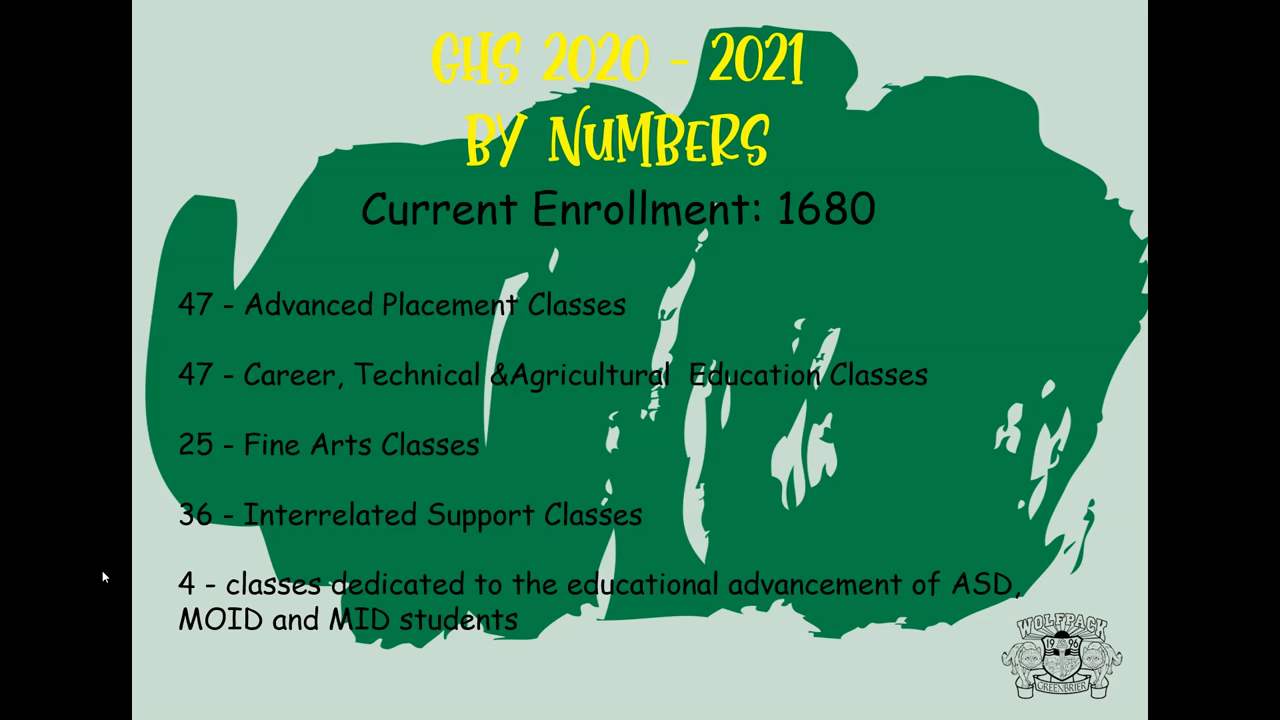 GHS 2020 - 2021
BY NUMBERS
Current Enrollment: 1680
47 - Advanced Placement Classes
47 - Career, Technical &Agricultural  Education Classes
25 - Fine Arts Classes
36 - Interrelated Support Classes
4 - classes dedicated to the educational advancement of ASD,
MOID and MID students
WOLFPACK
19 96
GREENBRIER